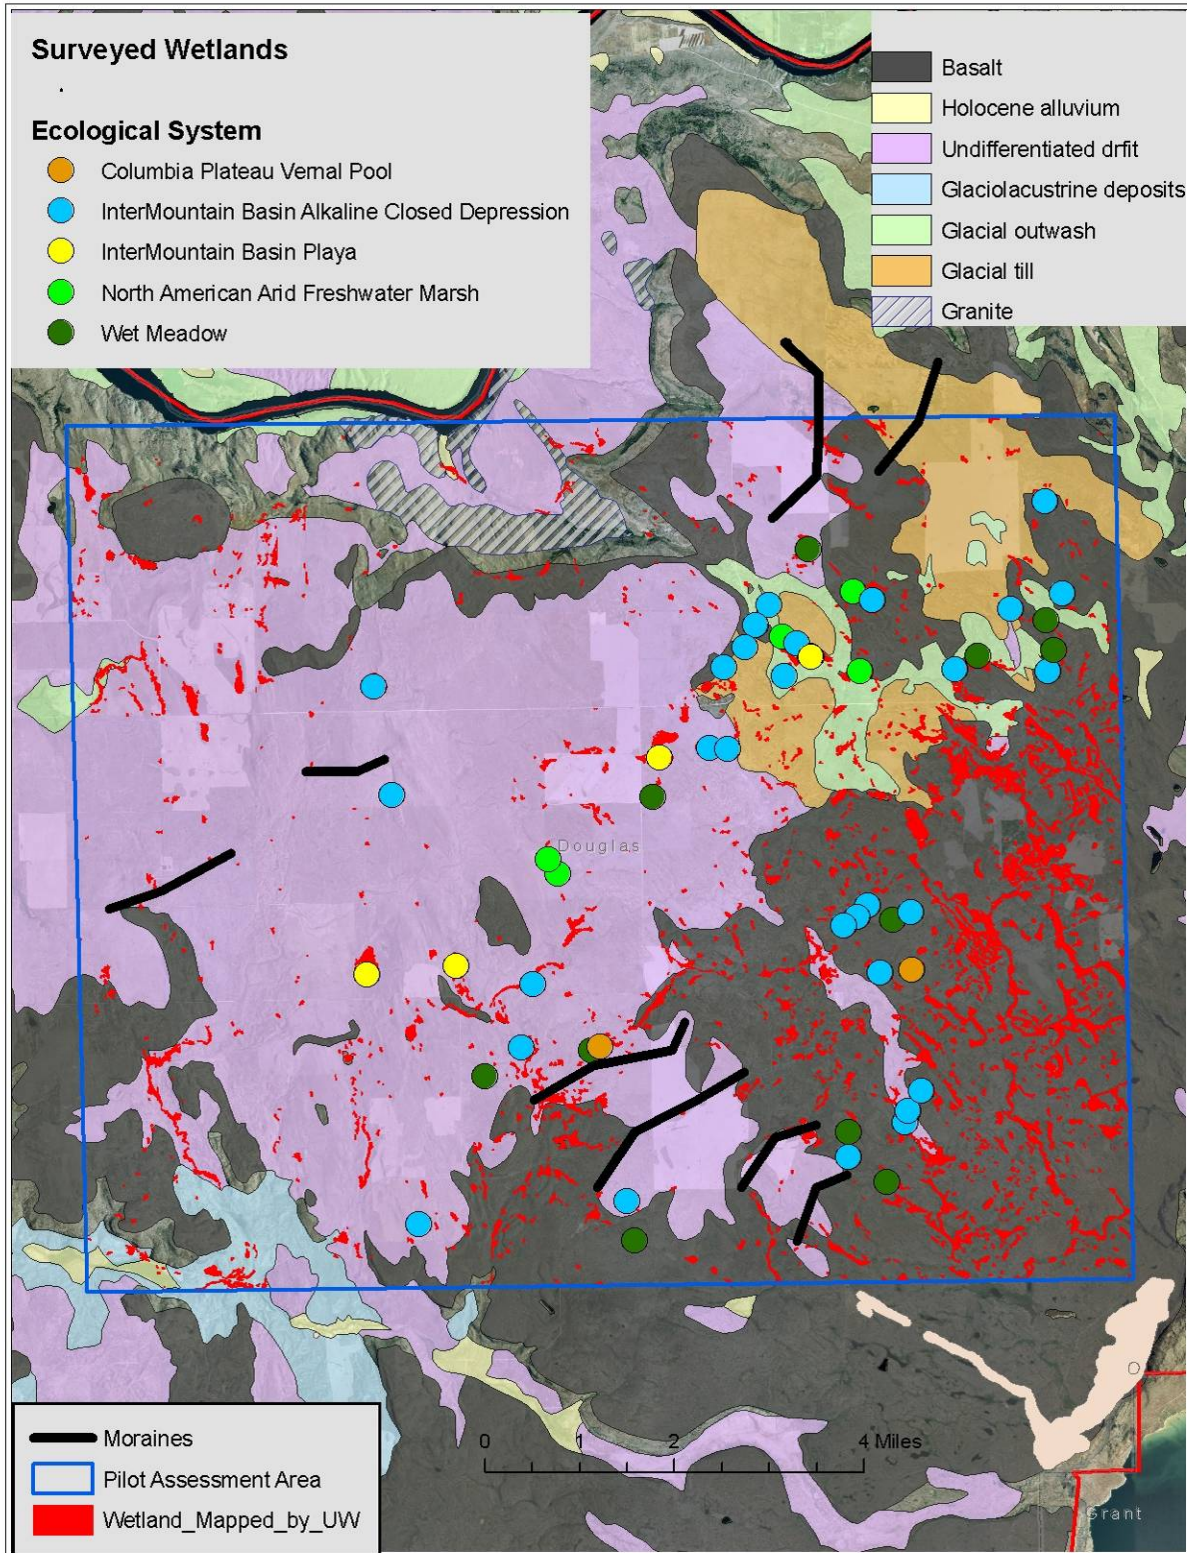 Surveyed Wetlands
Ecological System
Columbia Plateau Vernal Pool
InterMountain Basin Alkaline Closed Depression
InterMountain Basin Playa
North American Arid Freshwater Marsh
Wet Meadow
Basalt
Holocene alluvium
Undifferentiated drfit
Glaciolacustrine deposits
Glacial outwash
Glacial till
Granite
Douglas
Moraines
Pilot Assessment Area
Wetland_Mapped_by_UW
0 1 2 4 Miles
Grant